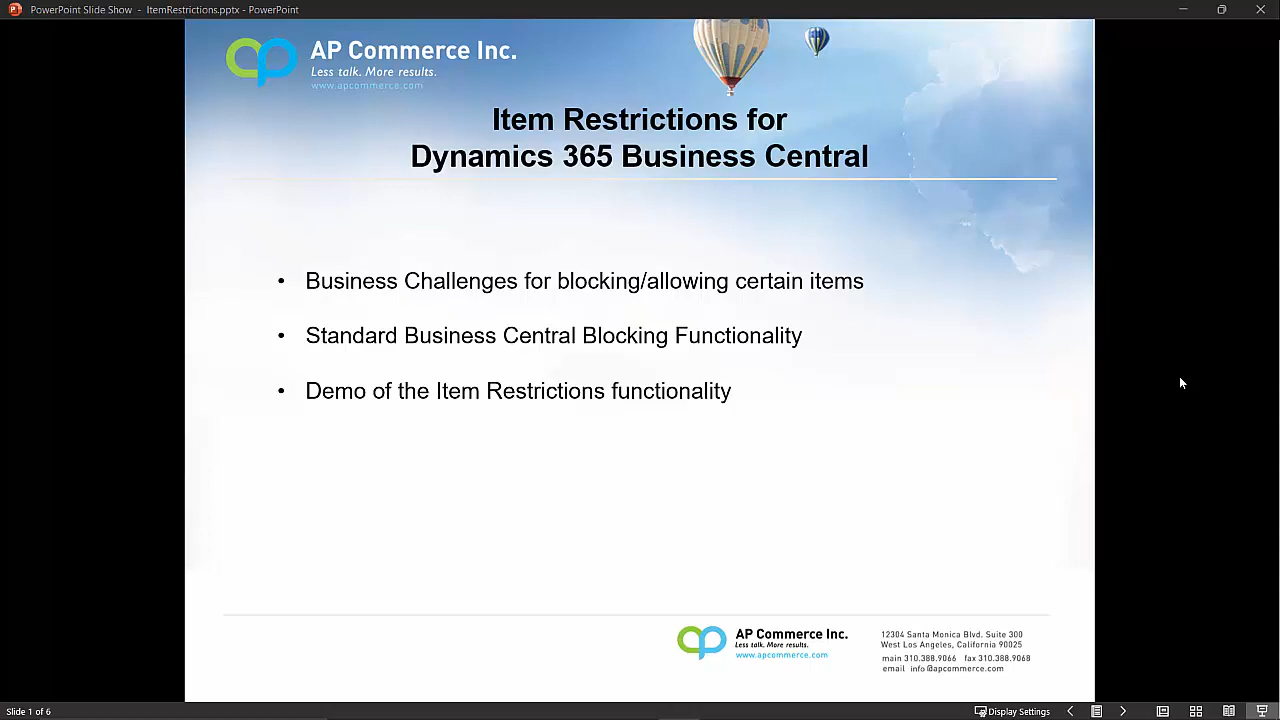 PowerPoint Slide Show - ItemRestrictions.pptx - PowerPoint
AP Commerce Inc.
Less talk. More results.
www.apcommerce.com
Item Restrictions for
Dynamics 365 Business Central
• Business Challenges for blocking/allowing certain items
• Standard Business Central Blocking Functionality
• Demo of the Item Restrictions functionality
AP Commerce Inc.
Less talk. More results.
www.apcommerce.com
12304 Santa Monica Blvd. Suite 300
West Los Angeles, California 90025
main 310.388.9066 fax 310.388.9068
email info@apcommerce.com
Slide 1 of 6
Display Settings